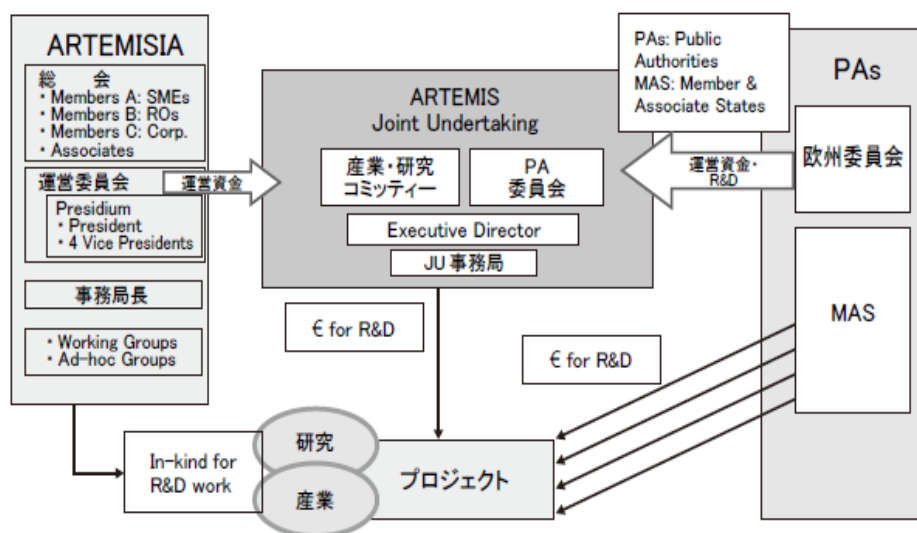 ARTEMISIA
総　会
・Members A: SMEs
・Members B: ROs
・Members C: Corp.
・Associates
運営委員会
Presidium
・President
・4 Vice Presidents
事務局長
・Working Groups
・Ad-hoc Groups
運営資金
ARTEMIS
Joint Undertaking
産業・研究
コミッティー
PA
委員会
Executive Director
JU 事務局
PAs: Public
Authorities
MAS: Member &
Associate States
運営資金・
R&D
PAs
欧州委員会
MAS
€ for R&D
€ for R&D
In-kind for
R&D work
研究
産業
プロジェクト